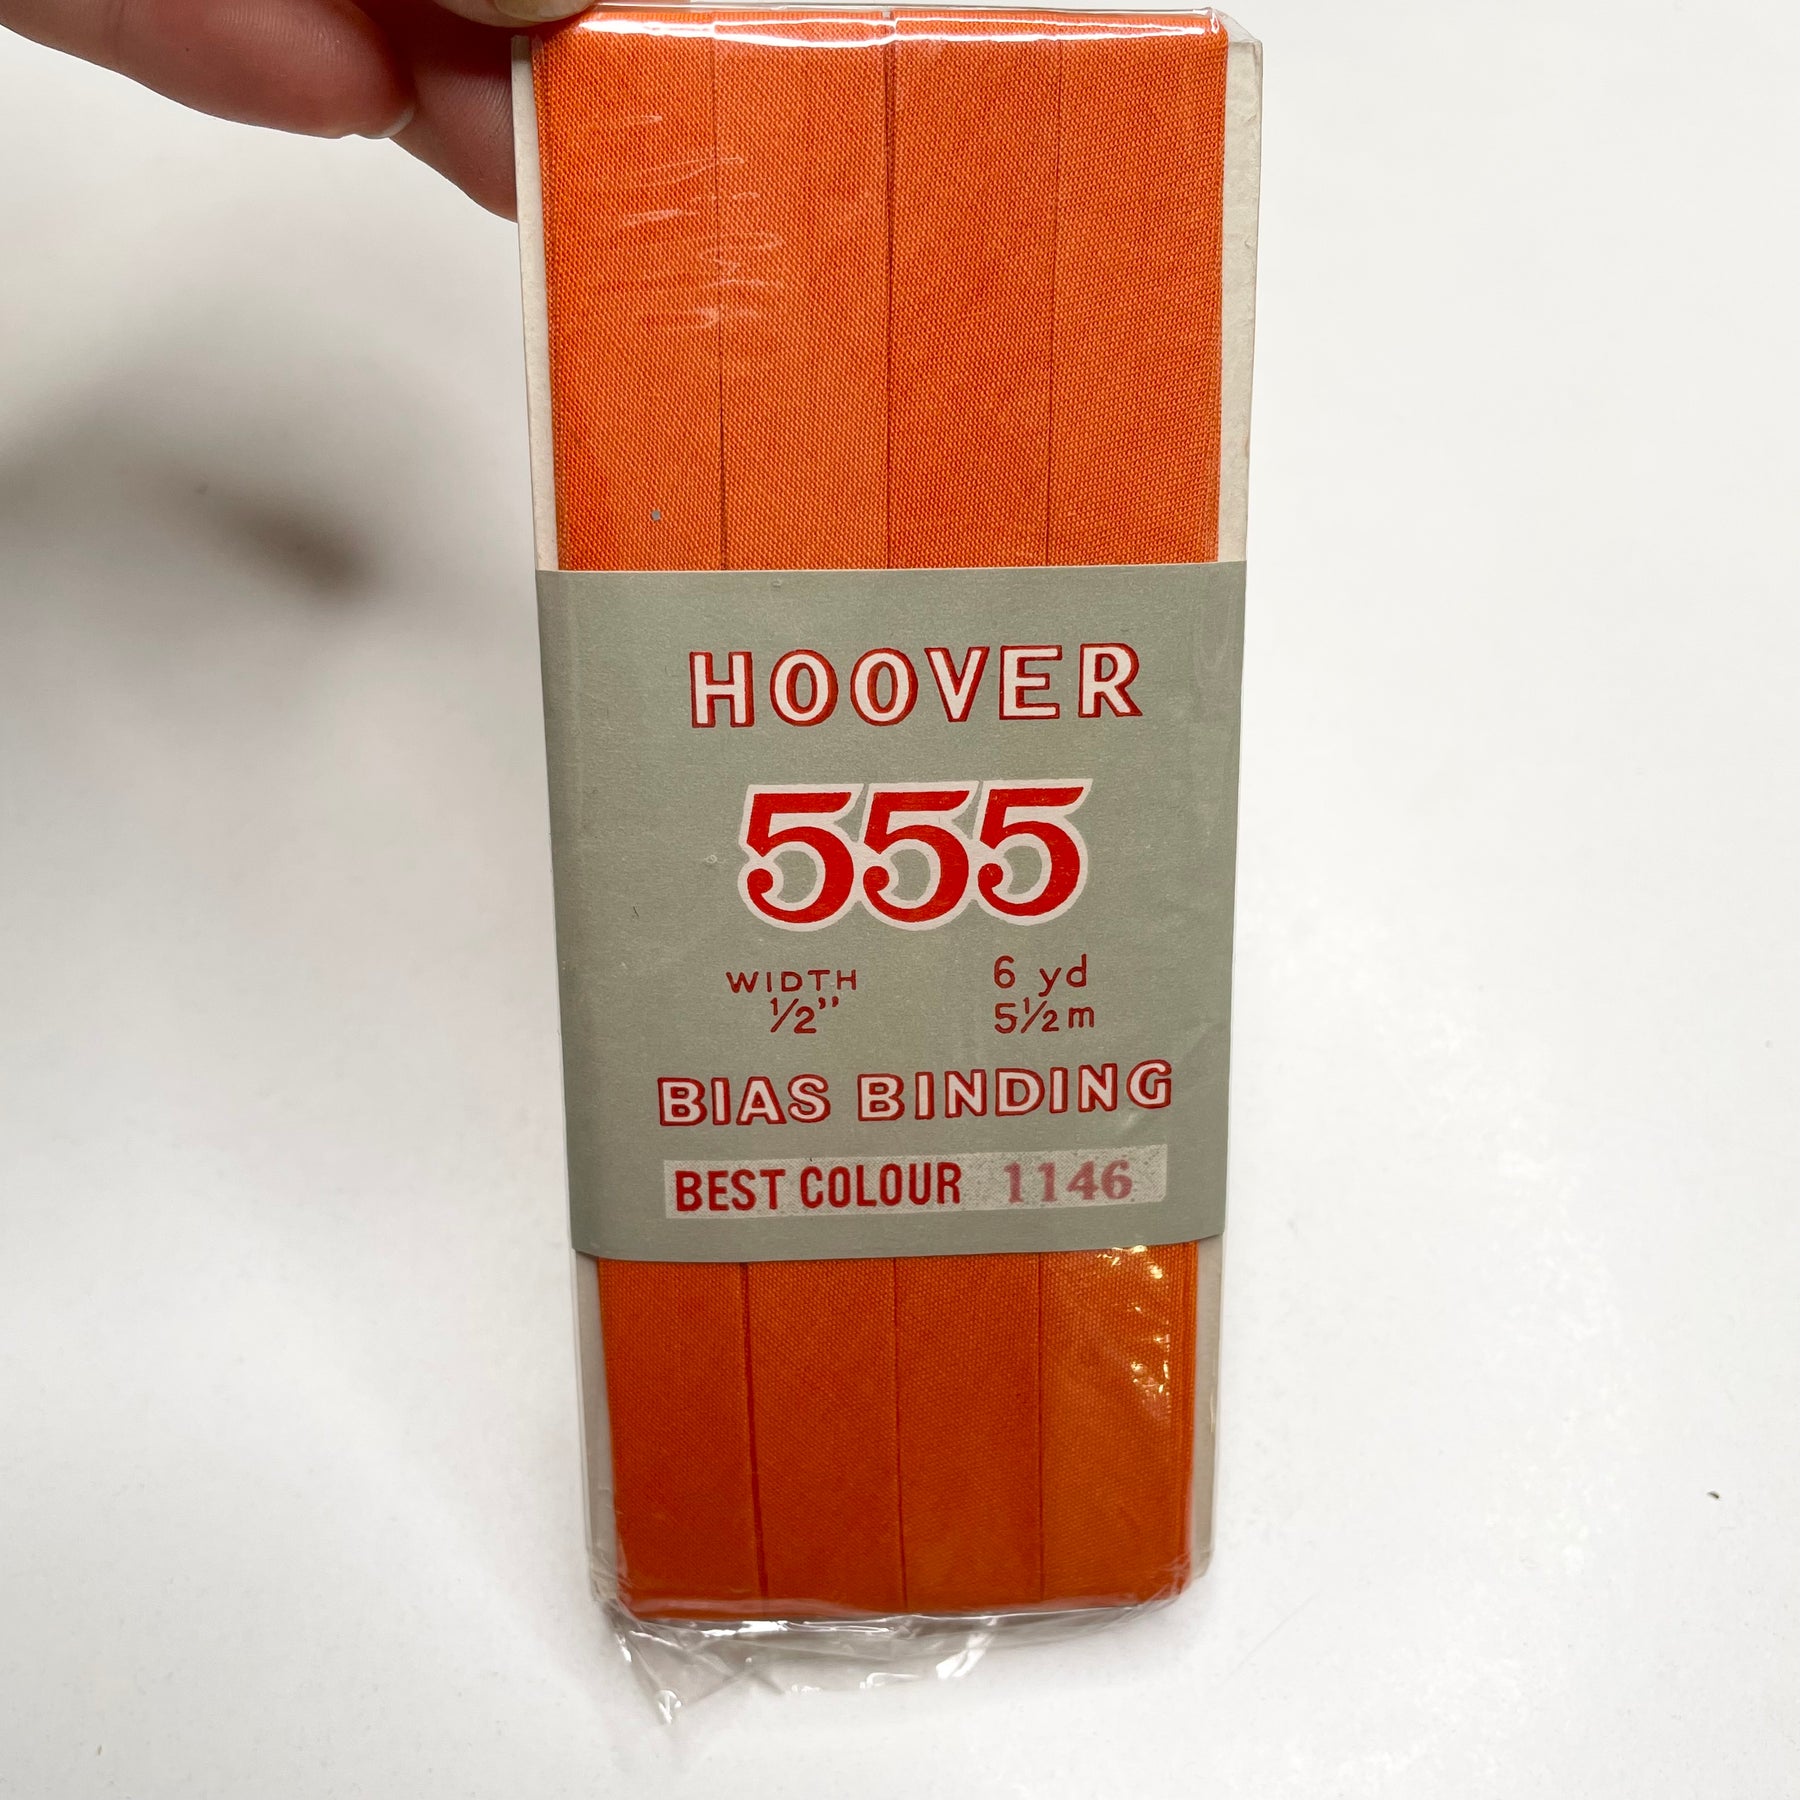 HOOVER
555
WIDTH 6 yd
½" 5½m
BIAS BINDING
BEST COLOUR 1146